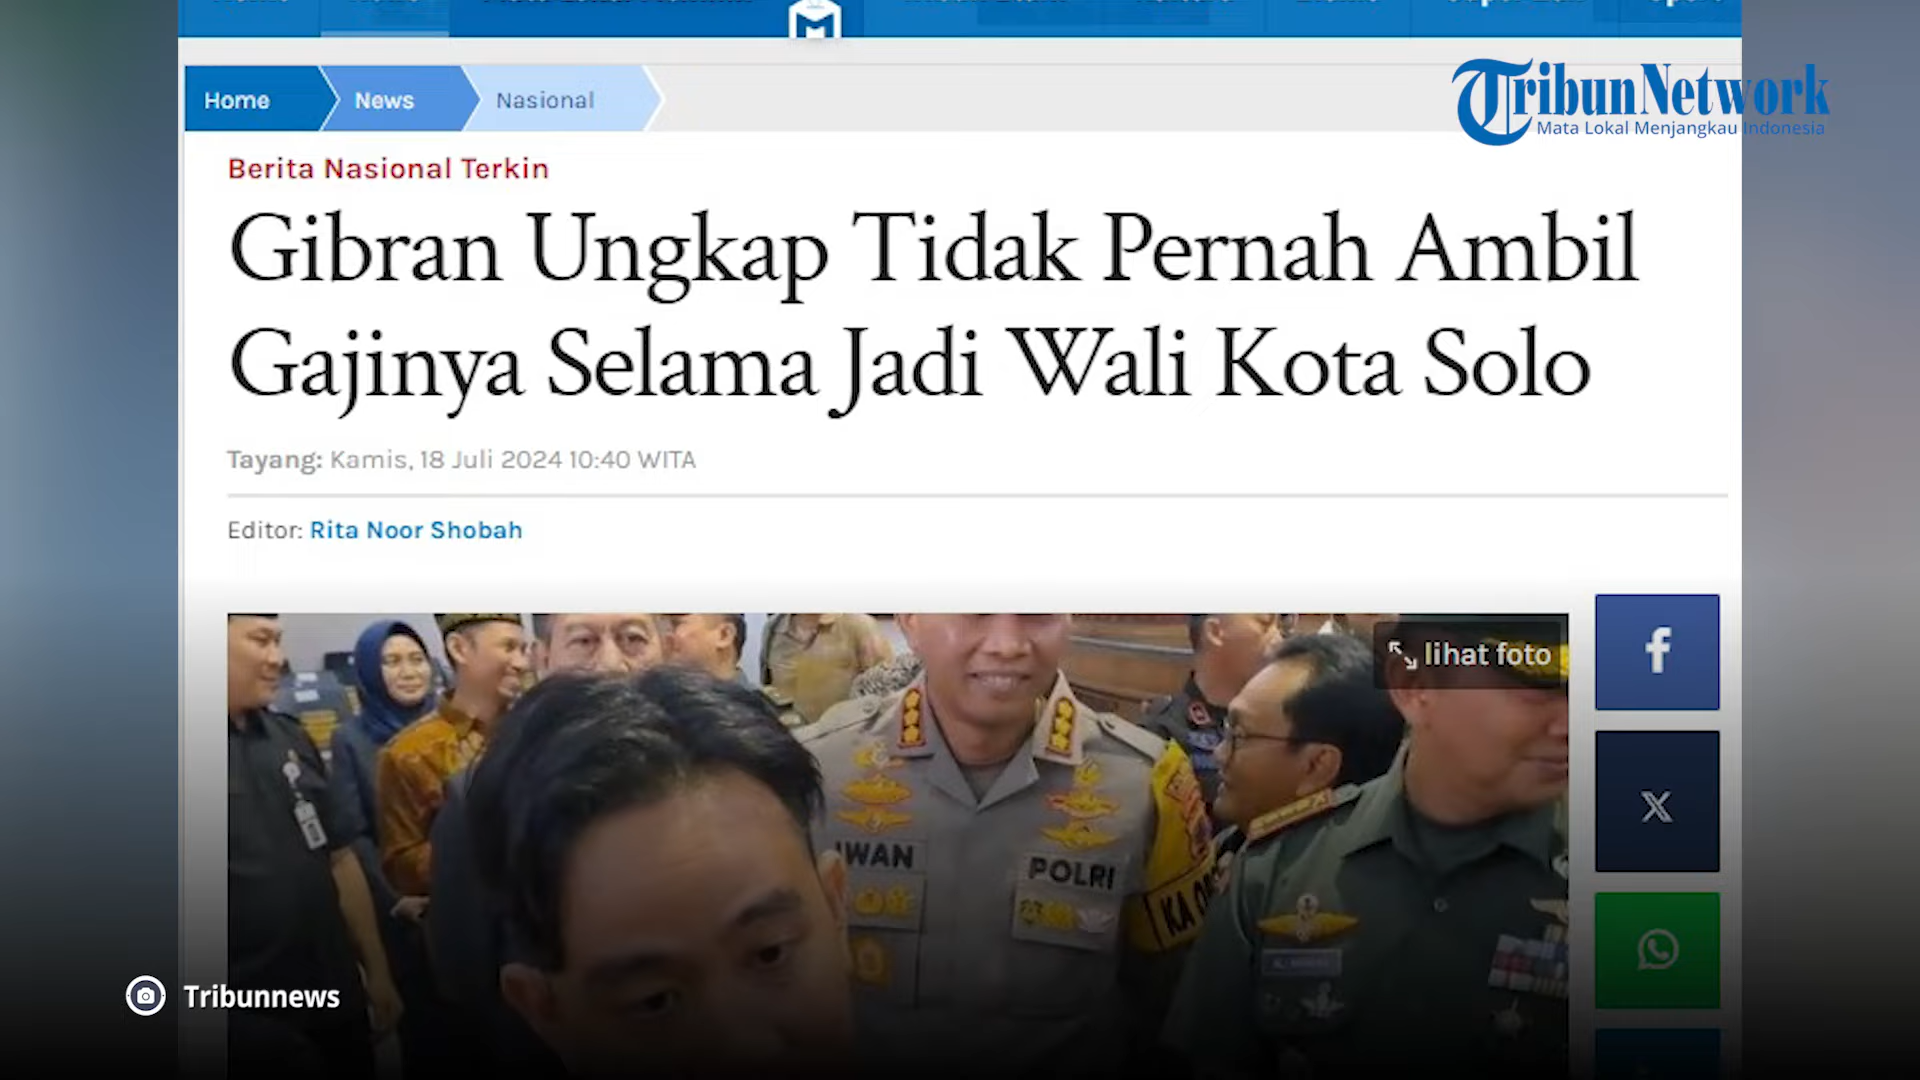 TribunNetwork
Mata Lokal Menjangkau Indonesia
Home News Nasional
Berita Nasional Terkin
Gibran Ungkap Tidak Pernah Ambil
Gajinya Selama Jadi Wali Kota Solo
Tayang: Kamis, 18 Juli 2024 10:40 WITA
Editor: Rita Noor Shobah
lihat foto
IWAN
POLRI
Tribunnews